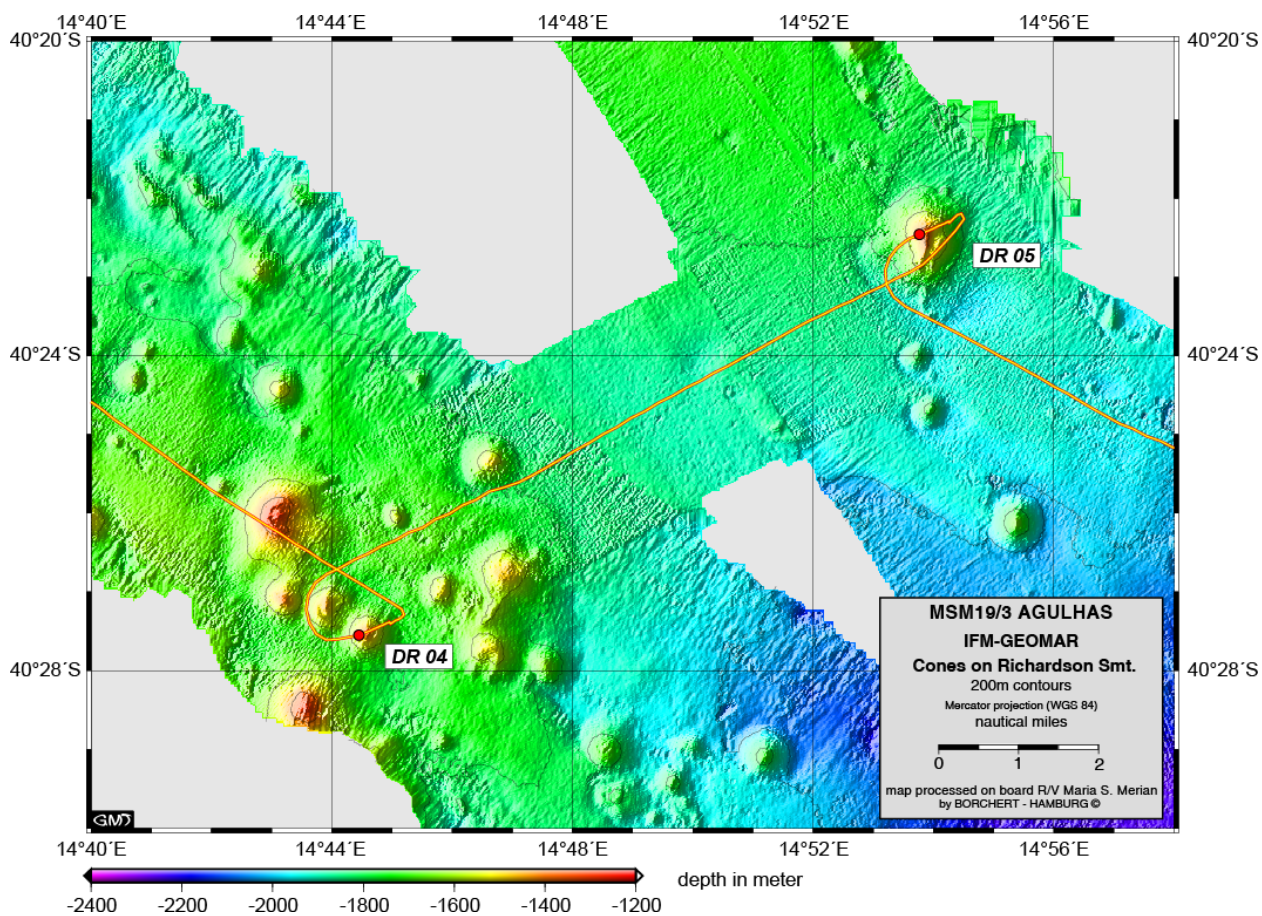 14°40´E 14°44´E 14°48´E 14°52´E 14°56´E
40°20´S 40°20´S
DR 05
40°24´S 40°24´S
DR 04
40°28´S 40°28´S
MSM19/3 AGULHAS
IFM-GEOMAR
Cones on Richardson Smt.
200m contours
Mercator projection (WGS 84)
nautical miles
0 1 2
map processed on board R/V Maria S. Merian
by BORCHERT - HAMBURG ©
GMT
14°40´E 14°44´E 14°48´E 14°52´E 14°56´E
depth in meter
-2400 -2200 -2000 -1800 -1600 -1400 -1200